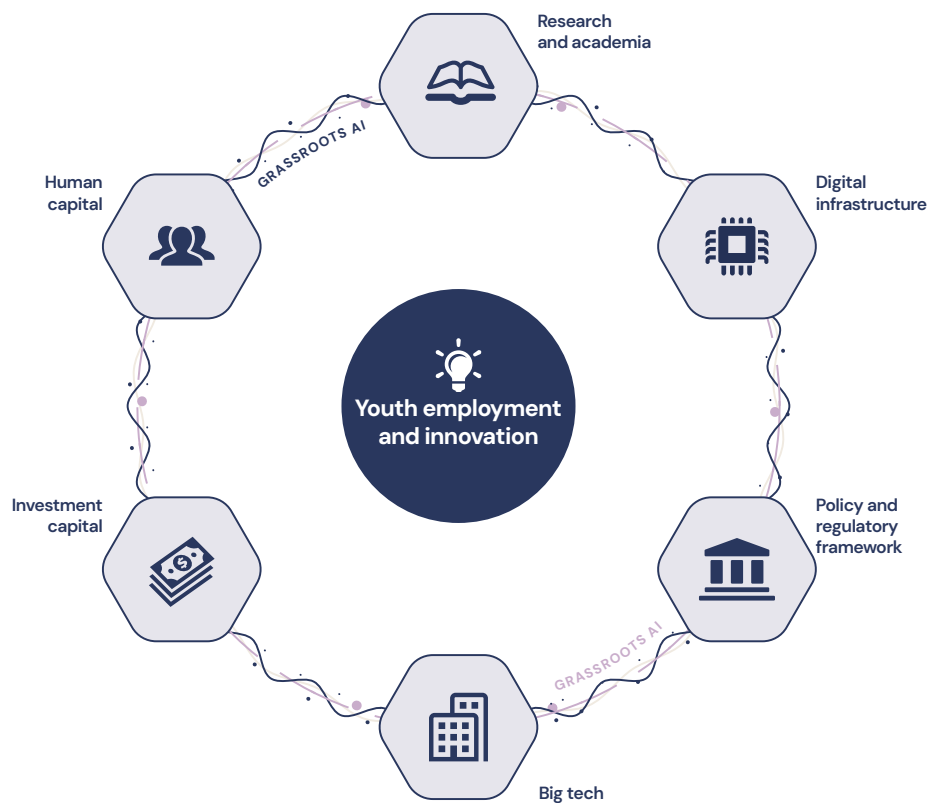 Research
and academia
GRASSROOTS AI
Human
capital
Digital
infrastructure
Youth employment
and innovation
Investment
capital
Policy and
regulatory
framework
GRASSROOTS AI
Big tech